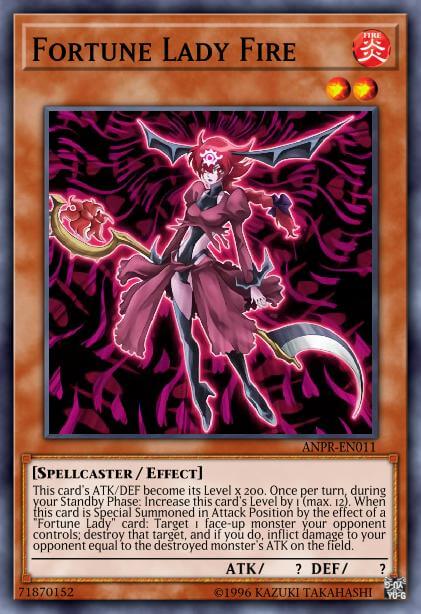 Fortune Lady Fire
FIRE
炎
ANPR-EN011
[Spellcaster / Effect]
This card's ATK/DEF become its Level x 200. Once per turn, during
your Standby Phase: Increase this card's Level by 1 (max. 12). When
this card is Special Summoned in Attack Position by the effect of a
"Fortune Lady" card: Target 1 face-up monster your opponent
controls; destroy that target, and if you do, inflict damage to your
opponent equal to the destroyed monster's ATK on the field.
ATK/ ? DEF/ ?
71870152 ©1996 KAZUKI TAKAHASHI